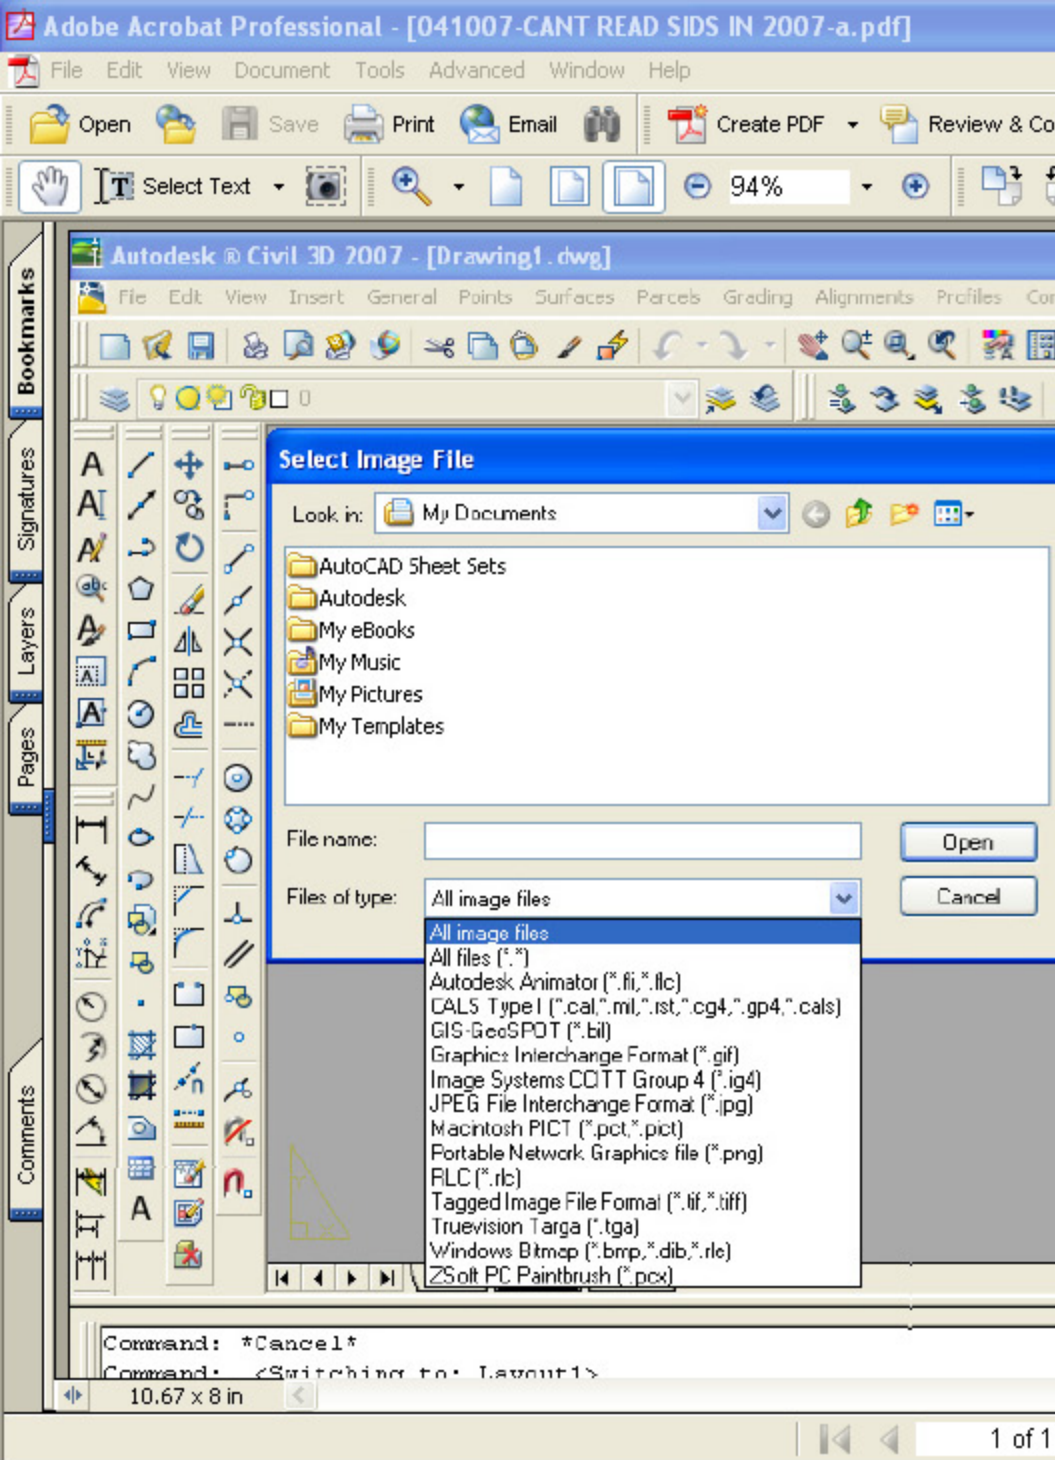 Adobe Acrobat Professional - [041007-CANT READ SIDS IN 2007-a.pdf]
File Edit View Document Tools Advanced Window Help
Open Save Print Email Create PDF Review & Co
Select Text 94%
Bookmarks
Signatures
Layers
Pages
Comments
Autodesk ® Civil 3D 2007 - [Drawing1.dwg]
File Edit View Insert General Points Surfaces Parcels Grading Alignments Profiles Cor
0
Select Image File
Look in: My Documents
AutoCAD Sheet Sets
Autodesk
My eBooks
My Music
My Pictures
My Templates
File name: Open
Files of type: All image files Cancel
All image files
All files (*.*)
Autodesk Animator (*.fli,*.flc)
CALS Type I (*.cal,*.mil,*.rst,*.cg4,*.gp4,*.cals)
GIS-GeoSPOT (*.bil)
Graphics Interchange Format (*.gif)
Image Systems CCITT Group 4 (*.ig4)
JPEG File Interchange Format (*.jpg)
Macintosh PICT (*.pct,*.pict)
Portable Network Graphics file (*.png)
RLC (*.rlc)
Tagged Image File Format (*.tif,*.tiff)
Truevision Targa (*.tga)
Windows Bitmap (*.bmp,*.dib,*.rle)
ZSoft PC Paintbrush (*.pcx)
Command: *Cancel*
Command: <Switching to: Layout1>
10.67 x 8 in
1 of 1